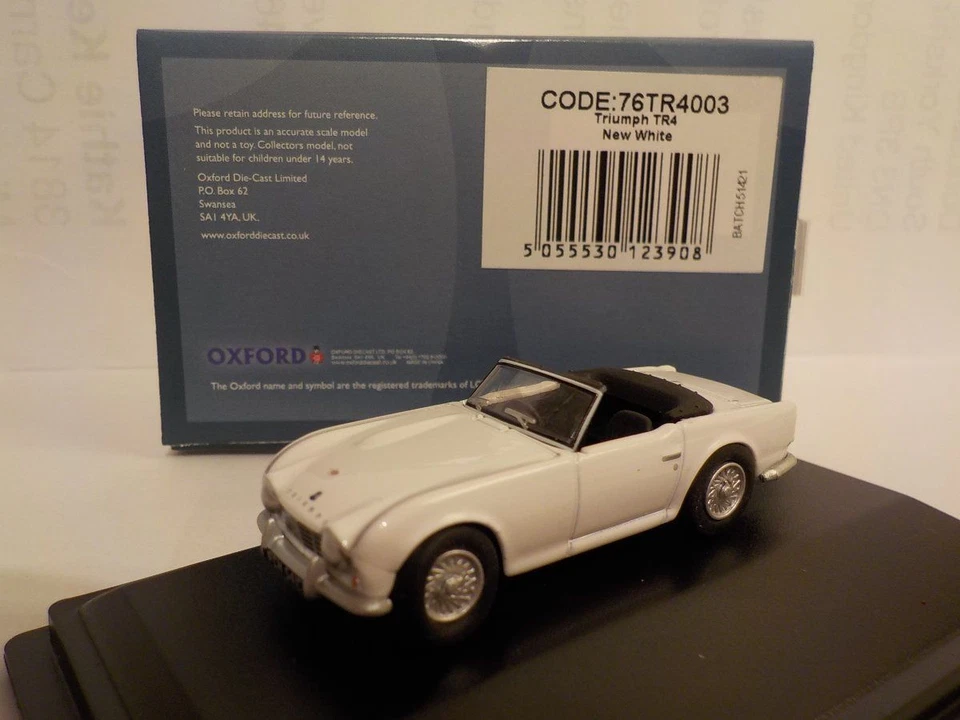 Please retain address for future reference.
This product is an accurate scale model
and not a toy. Collectors model, not
suitable for children under 14 years.
Oxford Die-Cast Limited
P.O. Box 62
Swansea
SA1 4YA, UK.
www.oxforddiecast.co.uk
OXFORD
The Oxford name and symbol are the registered trademarks of
CODE:76TR4003
Triumph TR4
New White
5 055530 123908
BATCH 51421